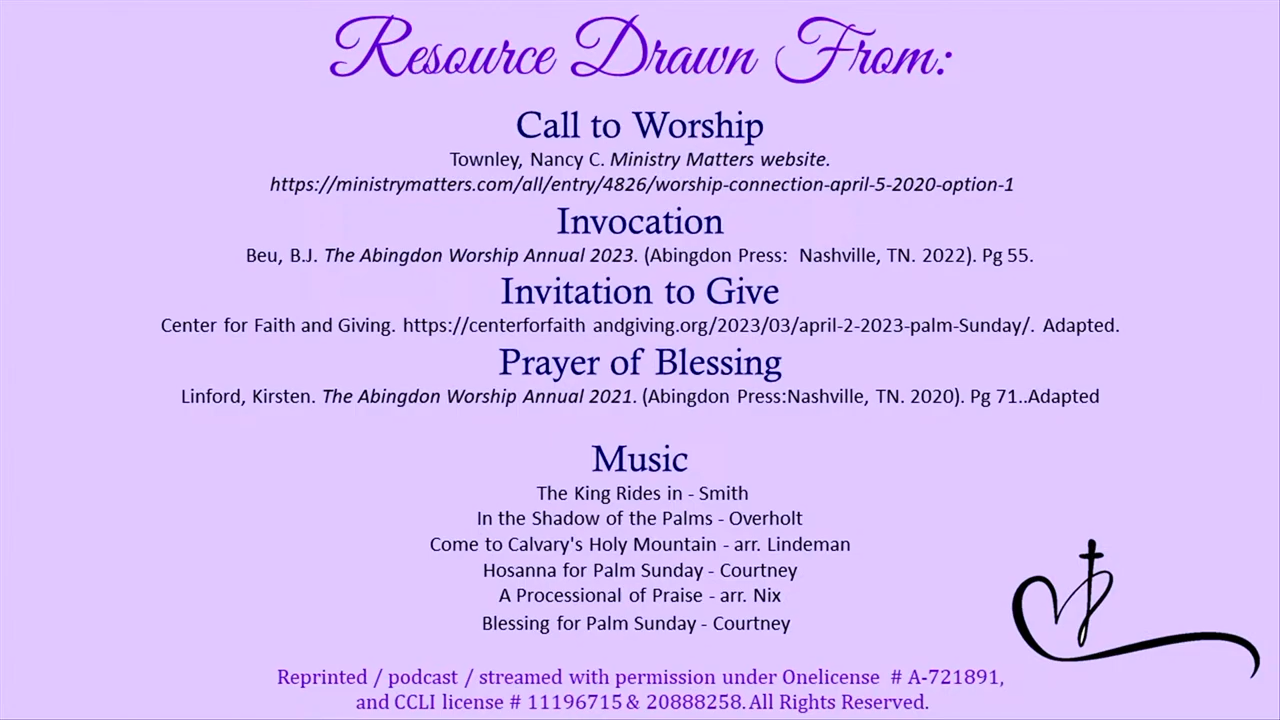 Resource Drawn From:
Call to Worship
Townley, Nancy C. Ministry Matters website.
https://ministrymatters.com/all/entry/4826/worship-connection-april-5-2020-option-1
Invocation
Beu, B.J. The Abingdon Worship Annual 2023. (Abingdon Press:  Nashville, TN. 2022). Pg 55.
Invitation to Give
Center for Faith and Giving. https://centerforfaith andgiving.org/2023/03/april-2-2023-palm-Sunday/. Adapted.
Prayer of Blessing
Linford, Kirsten. The Abingdon Worship Annual 2021. (Abingdon Press:Nashville, TN. 2020). Pg 71..Adapted
Music
The King Rides in - Smith
In the Shadow of the Palms - Overholt
Come to Calvary's Holy Mountain - arr. Lindeman
Hosanna for Palm Sunday - Courtney
A Processional of Praise - arr. Nix
Blessing for Palm Sunday - Courtney
Reprinted / podcast / streamed with permission under Onelicense  # A-721891,
and CCLI license # 11196715 & 20888258. All Rights Reserved.